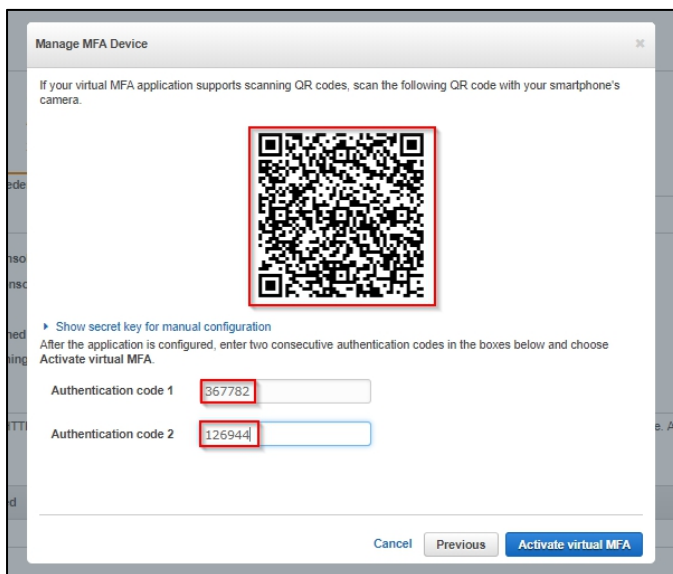 Manage MFA Device
If your virtual MFA application supports scanning QR codes, scan the following QR code with your smartphone's
camera.
Show secret key for manual configuration
After the application is configured, enter two consecutive authentication codes in the boxes below and choose
Activate virtual MFA.
Authentication code 1 367782
Authentication code 2 126944
Cancel Previous Activate virtual MFA